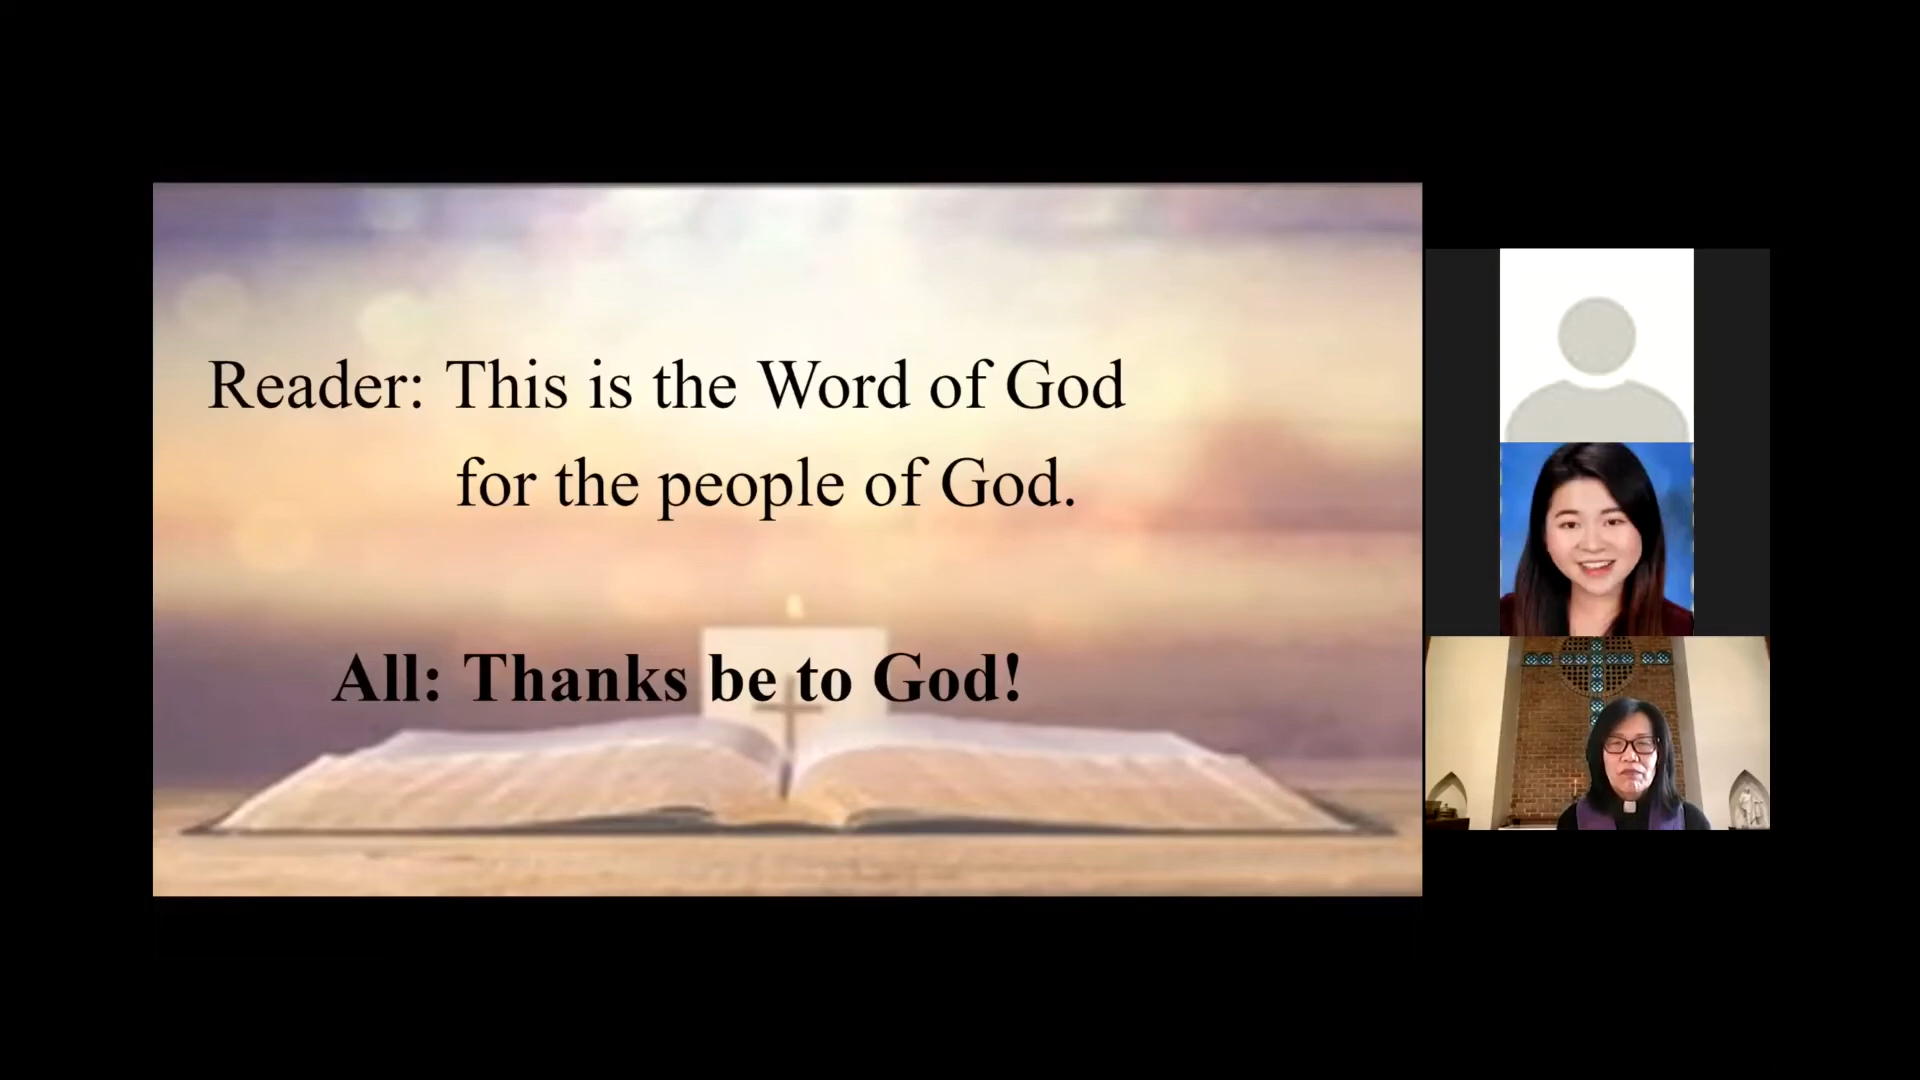 Reader: This is the Word of God
for the people of God.
All: Thanks be to God!